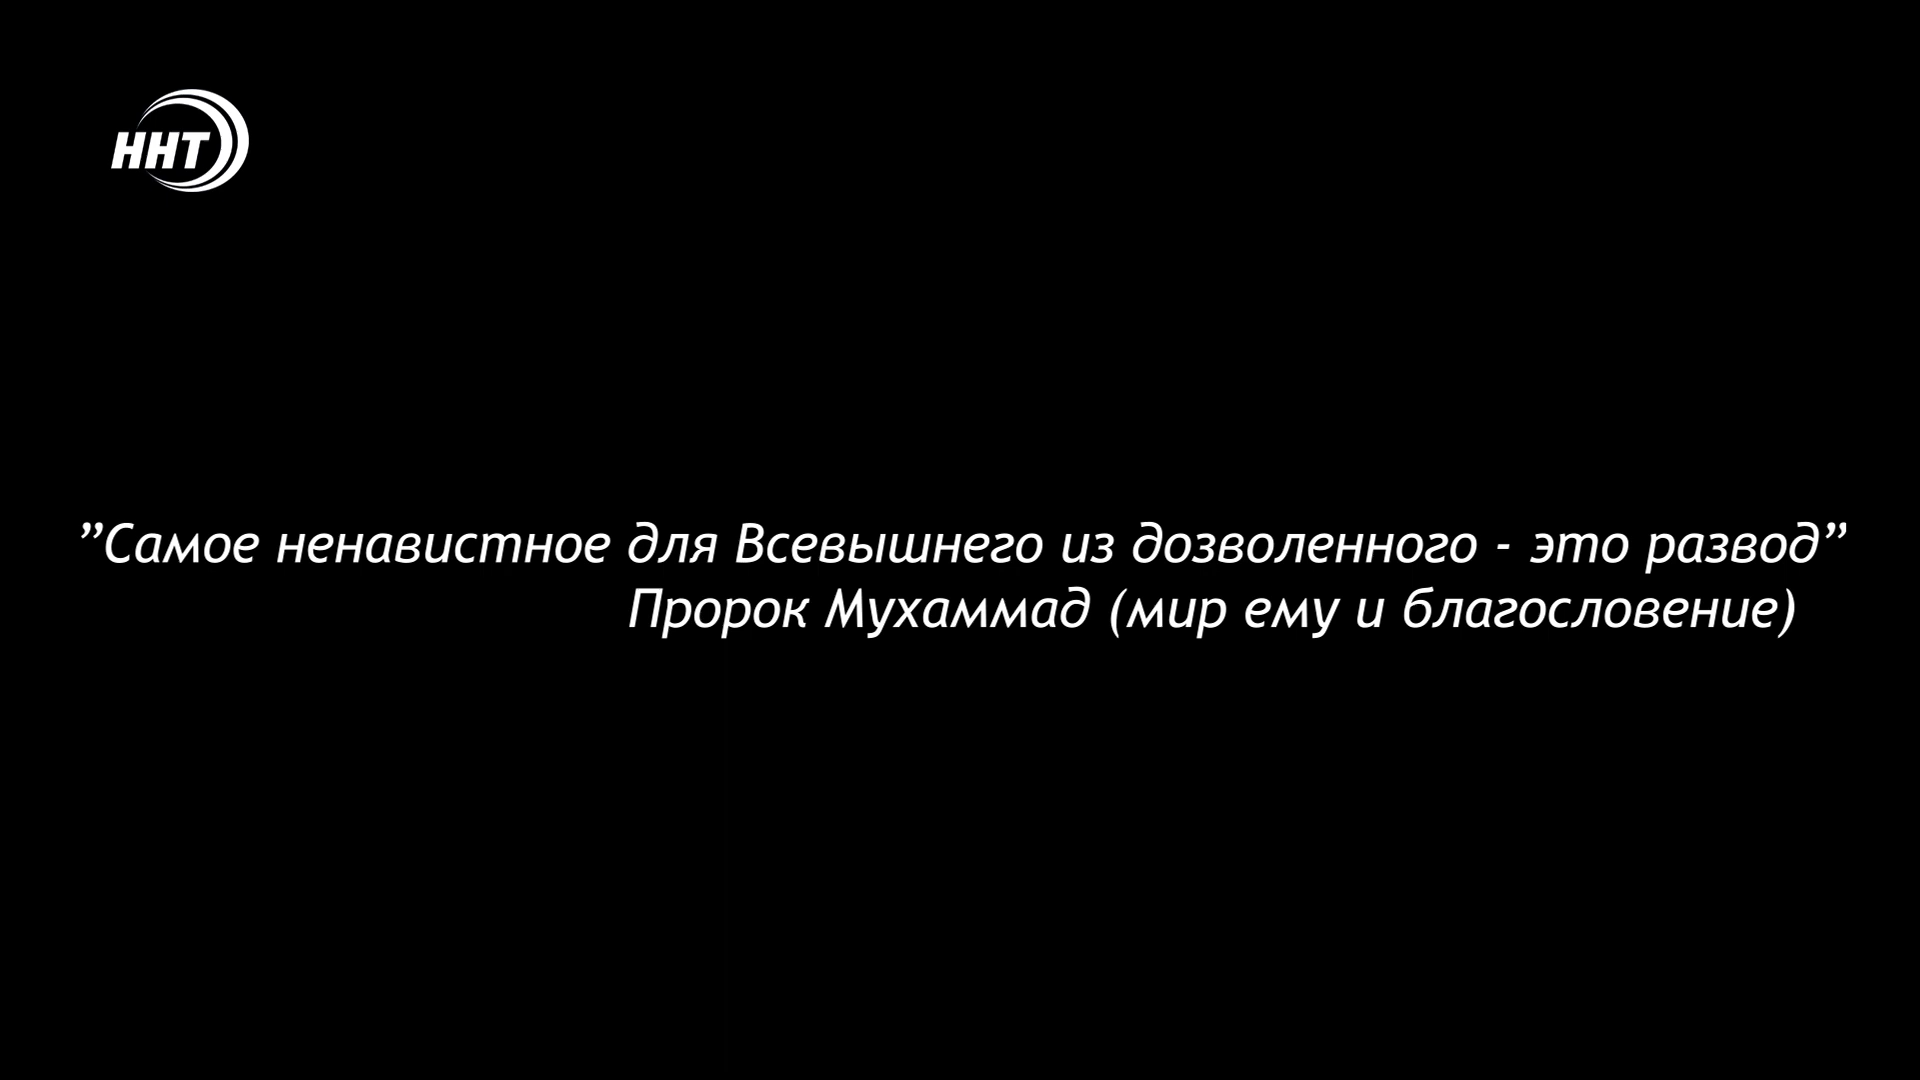 ННТ
”Самое ненавистное для Всевышнего из дозволенного - это развод”
Пророк Мухаммад (мир ему и благословение)